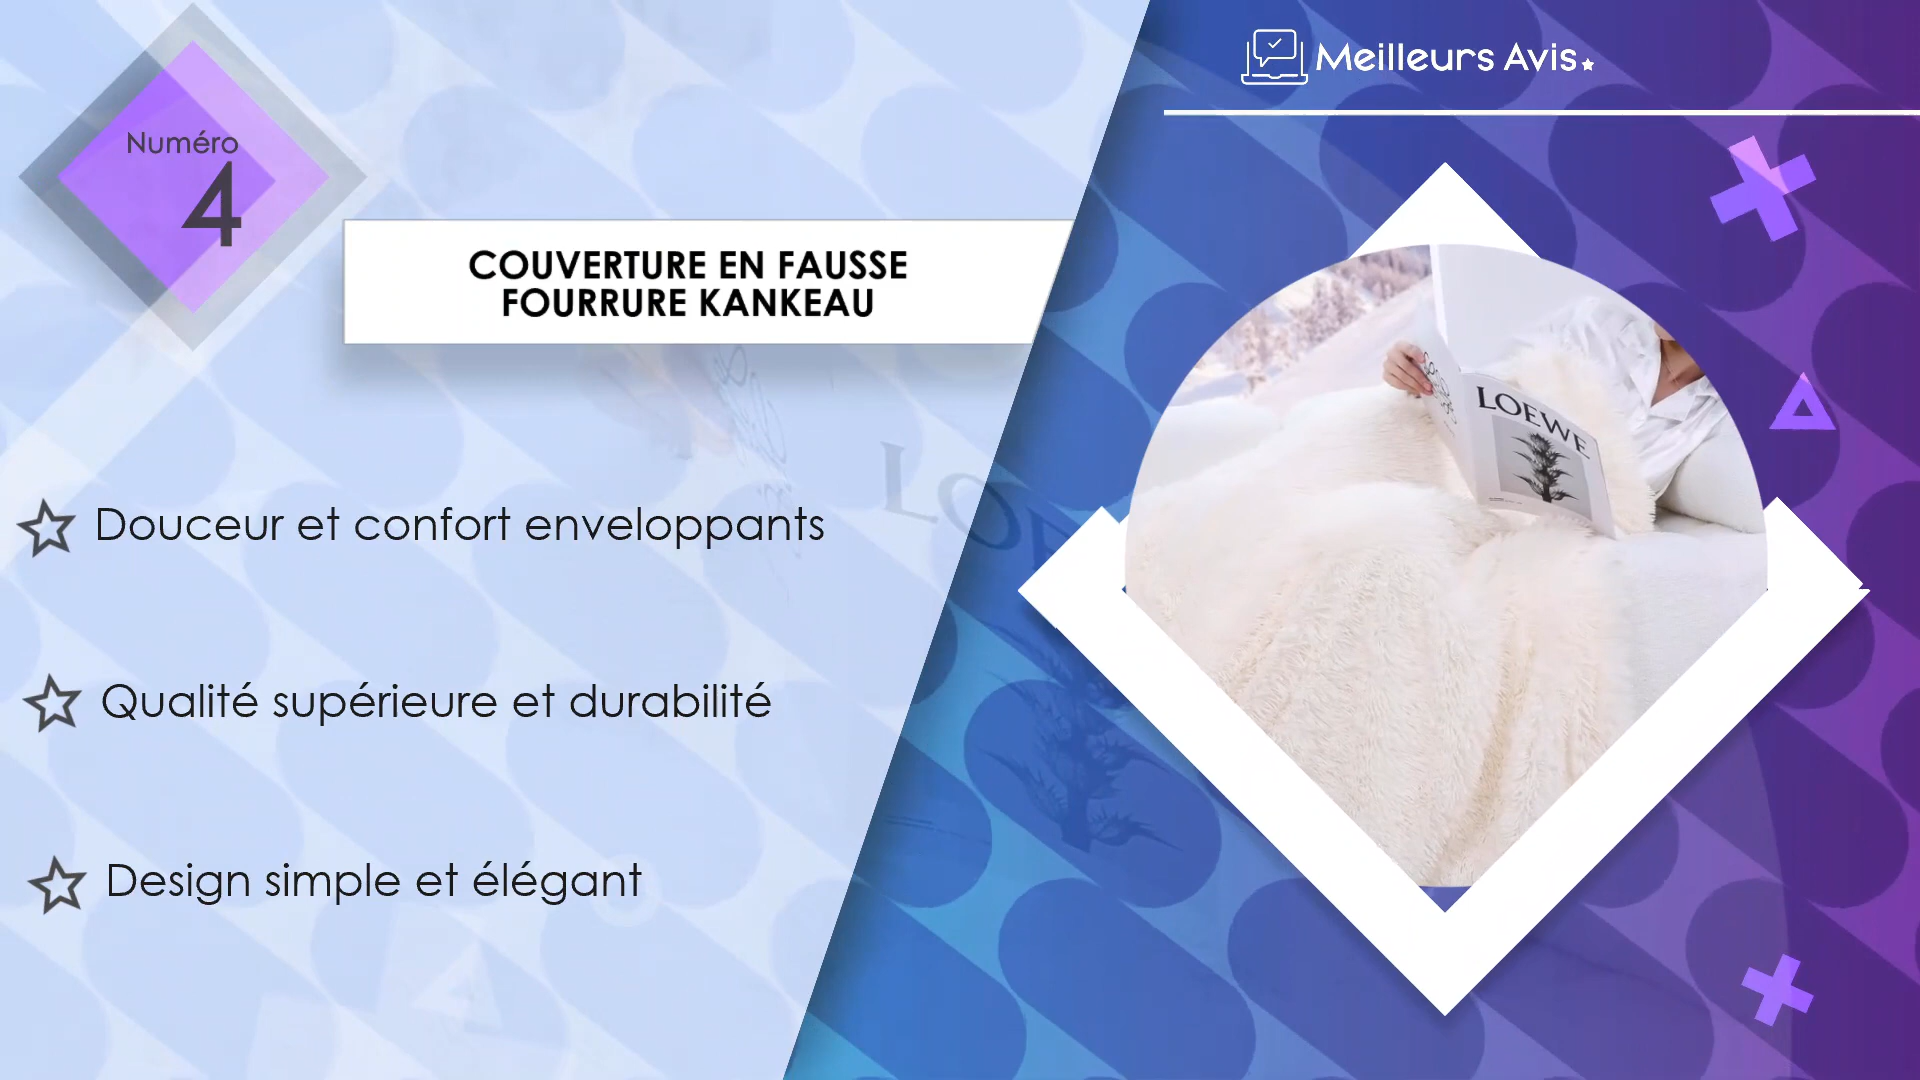 Meilleurs Avis
Numéro
4
COUVERTURE EN FAUSSE
FOURRURE KANKEAU
Douceur et confort enveloppants
Qualité supérieure et durabilité
Design simple et élégant
LOEWE